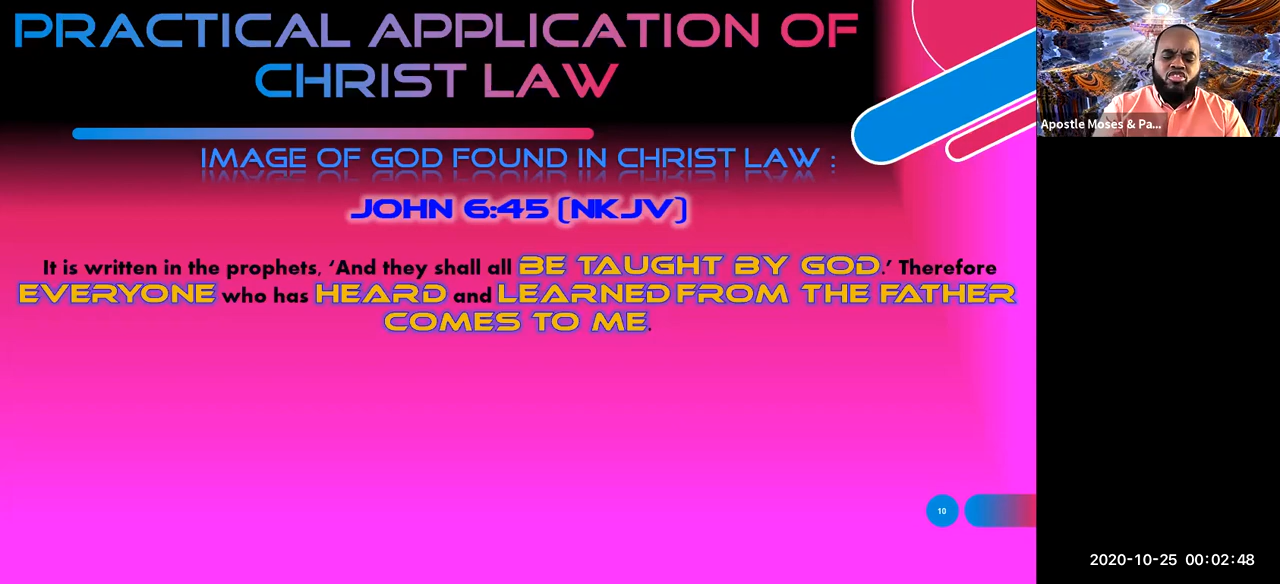 PRACTICAL APPLICATION OF
CHRIST LAW
IMAGE OF GOD FOUND IN CHRIST LAW :
JOHN 6:45 (NKJV)
It is written in the prophets, ‘And they shall all BE TAUGHT BY GOD.’ Therefore
EVERYONE who has HEARD and LEARNED FROM THE FATHER
COMES TO ME.
10
Apostle Moses & Pa...
2020-10-25 00:02:48